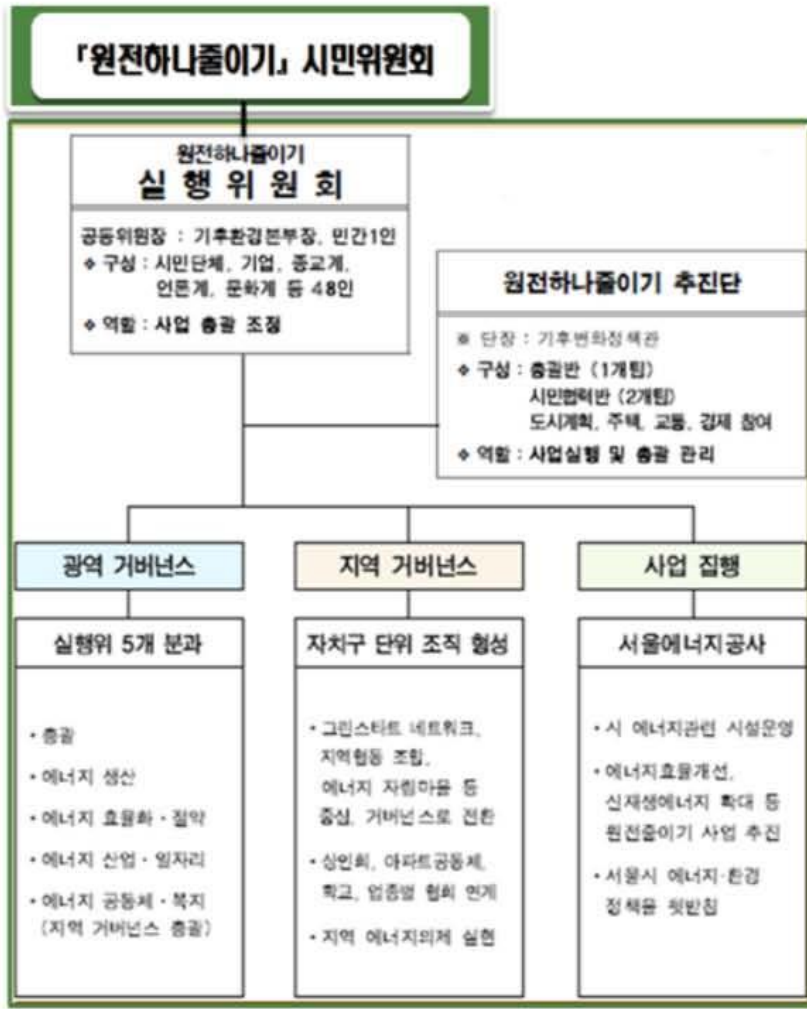 「원전하나줄이기」 시민위원회
원전하나줄이기
실 행 위 원 회
공동위원장 : 기후환경본부장, 민간1인
❖ 구성 : 시민단체, 기업, 종교계,
언론계, 문화계 등 48인
❖ 역할 : 사업 총괄 조정
원전하나줄이기 추진단
※ 단장 : 기후변화정책관
❖ 구성 : 총괄반 (1개팀)
시민협력반 (2개팀)
도시계획, 주택, 교통, 경제 참여
❖ 역할 : 사업실행 및 총괄 관리
광역 거버넌스
실행위 5개 분과
• 총괄
• 에너지 생산
• 에너지 효율화 · 절약
• 에너지 산업 · 일자리
• 에너지 공동체 · 복지
(지역 거버넌스 총괄)
지역 거버넌스
자치구 단위 조직 형성
• 그린스타트 네트워크,
지역협동 조합,
에너지 자립마을 등
중심, 거버넌스로 전환
• 상인회, 아파트공동체,
학교, 업종별 협회 연계
• 지역 에너지의제 실현
사업 집행
서울에너지공사
• 시 에너지관련 시설운영
• 에너지효율개선,
신재생에너지 확대 등
원전줄이기 사업 추진
• 서울시 에너지·환경
정책을 뒷받침